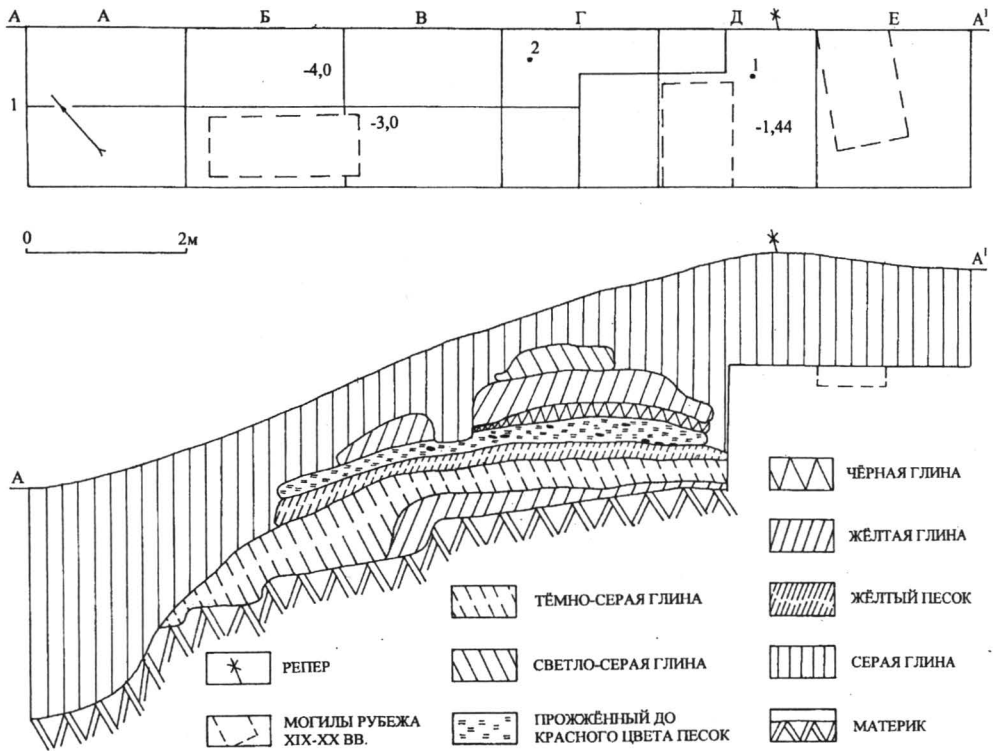 А А Б В Г Д Е А¹
2
-4,0
1
1
-3,0
-1,44
0 2м
А¹
А
ЧЁРНАЯ ГЛИНА
ЖЁЛТАЯ ГЛИНА
ТЁМНО-СЕРАЯ ГЛИНА
ЖЁЛТЫЙ ПЕСОК
РЕПЕР
СВЕТЛО-СЕРАЯ ГЛИНА
СЕРАЯ ГЛИНА
МОГИЛЫ РУБЕЖА
XIX-XX ВВ.
ПРОЖЖЁННЫЙ ДО
КРАСНОГО ЦВЕТА ПЕСОК
МАТЕРИК